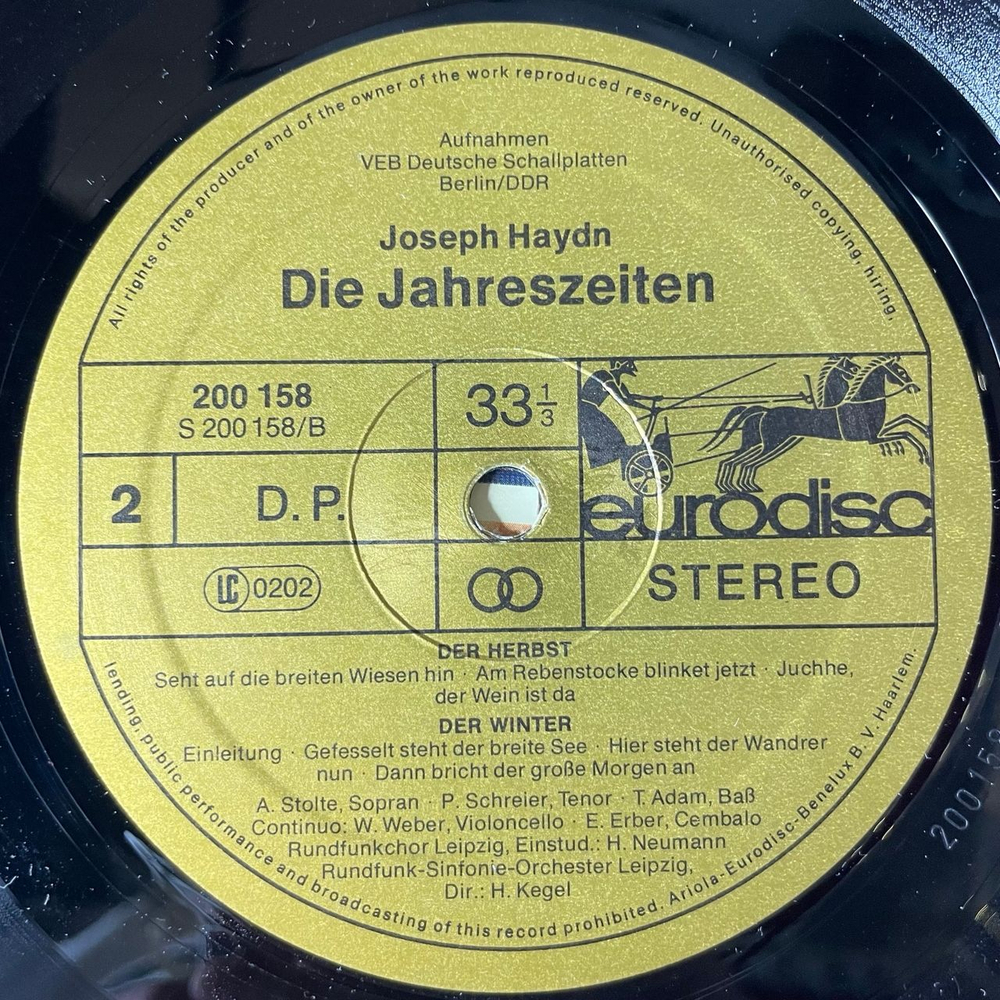 All rights of the producer and of the owner of the work reproduced reserved. Unauthorised copying, hiring,
Aufnahmen
VEB Deutsche Schallplatten
Berlin/DDR
Joseph Haydn
Die Jahreszeiten
200 158
S 200 158/B
33 1/3
2
D. P.
eurodisc
LC 0202
STEREO
DER HERBST
Seht auf die breiten Wiesen hin · Am Rebenstocke blinket jetzt · Juchhe,
der Wein ist da
DER WINTER
Einleitung · Gefesselt steht der breite See · Hier steht der Wandrer
nun · Dann bricht der große Morgen an
A. Stolte, Sopran · P. Schreier, Tenor · T. Adam, Baß
Continuo: W. Weber, Violoncello · E. Erber, Cembalo
Rundfunkchor Leipzig, Einstud.: H. Neumann
Rundfunk-Sinfonie-Orchester Leipzig,
Dir.: H. Kegel
lending, public performance and broadcasting of this record prohibited. Ariola-Eurodisc-Benelux B. V. Haarlem.